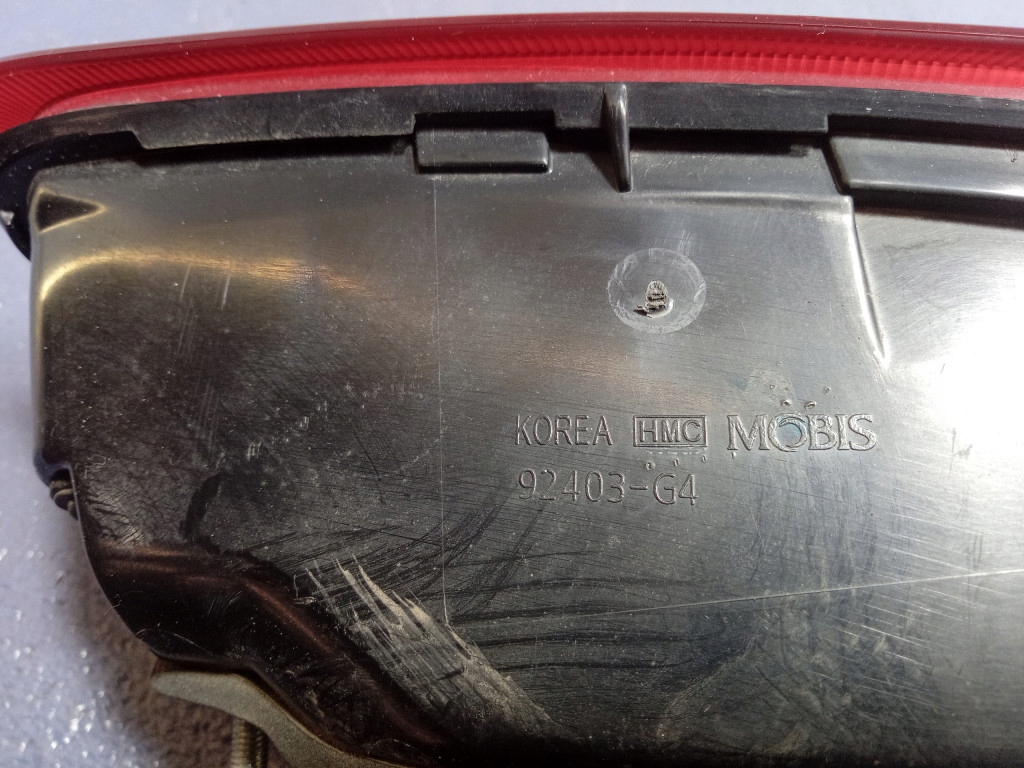 KOREA HMC MOBIS
92403-G4